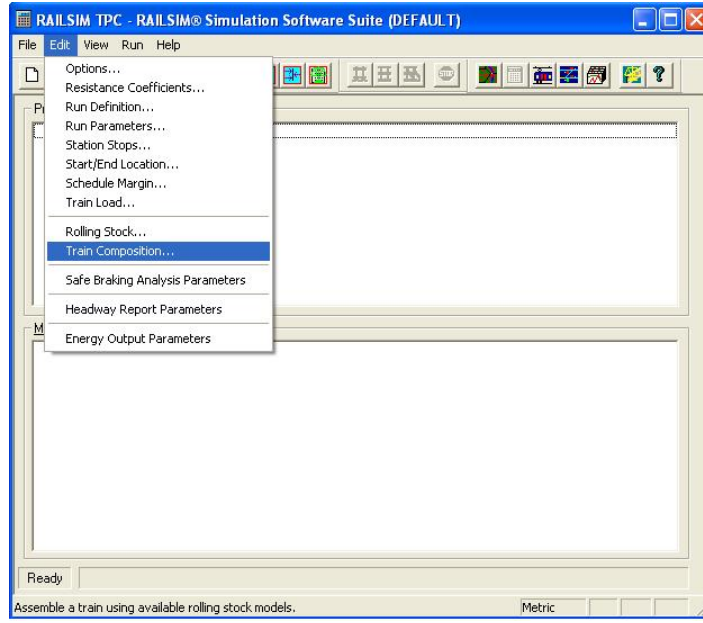 RAILSIM TPC - RAILSIM® Simulation Software Suite (DEFAULT)
File Edit View Run Help
Options...
Resistance Coefficients...
Run Definition...
Run Parameters...
Station Stops...
Start/End Location...
Schedule Margin...
Train Load...
Rolling Stock...
Train Composition...
Safe Braking Analysis Parameters
Headway Report Parameters
Energy Output Parameters
Ready
Assemble a train using available rolling stock models. Metric